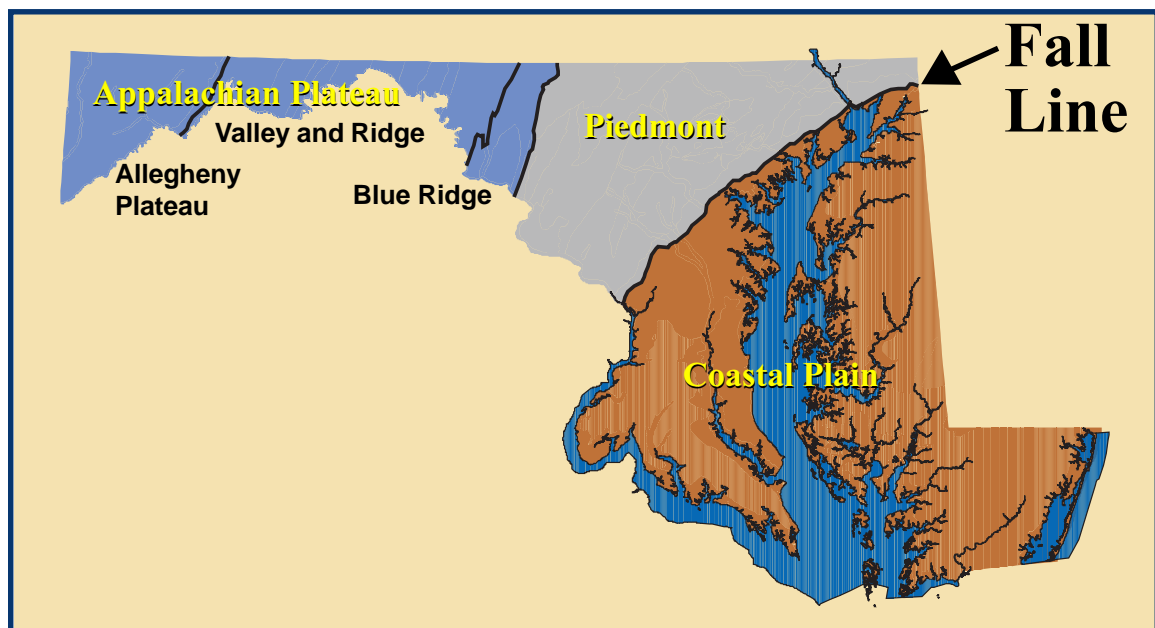 Fall
Line
Appalachian Plateau
Piedmont
Valley and Ridge
Allegheny
Plateau
Blue Ridge
Coastal Plain